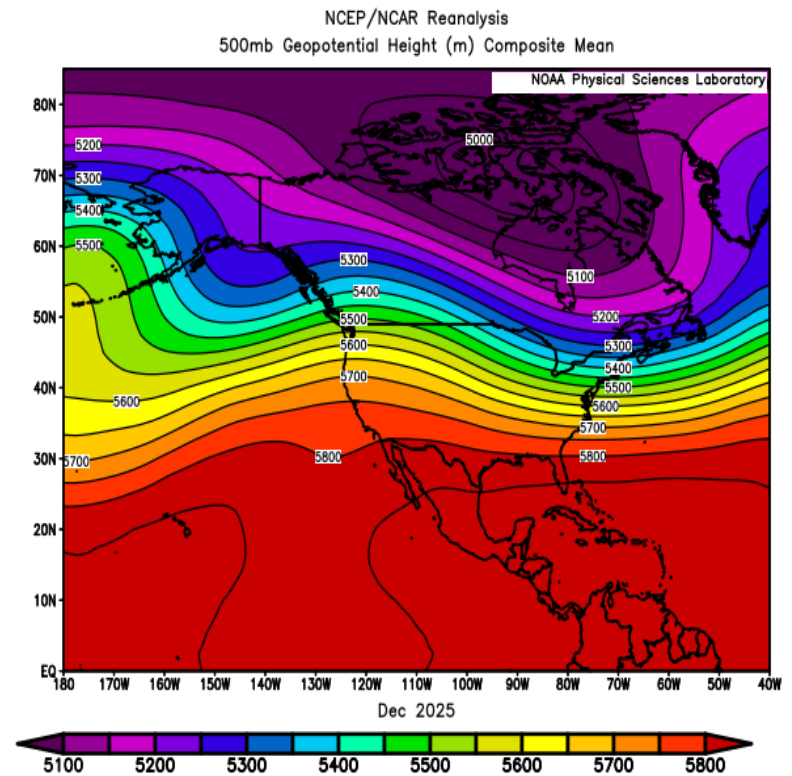 NCEP/NCAR Reanalysis
500mb Geopotential Height (m) Composite Mean
NOAA Physical Sciences Laboratory
80N
5000
5200
70N
5300
5400
60N
5500
5300
5100
5400
50N
5500
5200
5300
5600
5400
40N
5700
5500
5600
5600
5700
30N
5700
5800
5800
20N
10N
EQ
180 170W 160W 150W 140W 130W 120W 110W 100W 90W 80W 70W 60W 50W 40W
Dec 2025
5100 5200 5300 5400 5500 5600 5700 5800